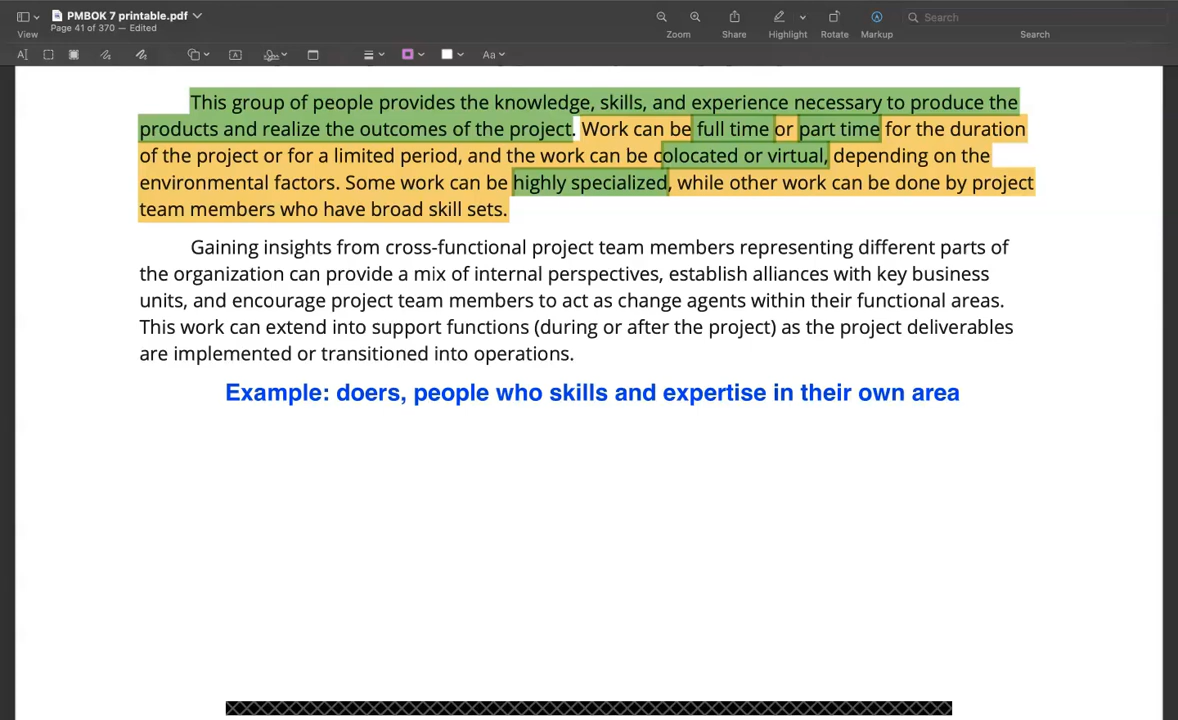 PMBOK 7 printable.pdf
Page 41 of 370 — Edited
View
Zoom
Share
Highlight
Rotate
Markup
Search
Search
Aa
This group of people provides the knowledge, skills, and experience necessary to produce the
products and realize the outcomes of the project. Work can be full time or part time for the duration
of the project or for a limited period, and the work can be colocated or virtual, depending on the
environmental factors. Some work can be highly specialized, while other work can be done by project
team members who have broad skill sets.
Gaining insights from cross-functional project team members representing different parts of
the organization can provide a mix of internal perspectives, establish alliances with key business
units, and encourage project team members to act as change agents within their functional areas.
This work can extend into support functions (during or after the project) as the project deliverables
are implemented or transitioned into operations.
Example: doers, people who skills and expertise in their own area